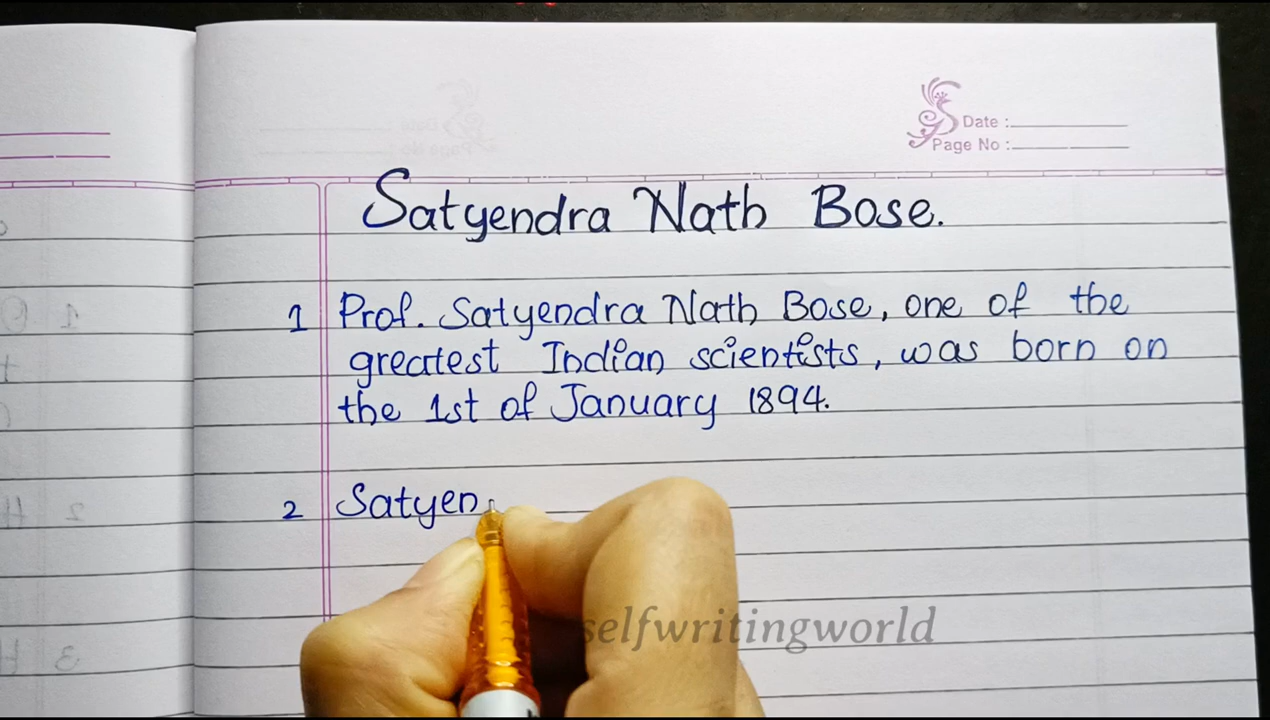 Date :
Page No :
Satyendra Nath Bose.
1 Prof. Satyendra Nath Bose, one of the
greatest Indian scientists, was born on
the 1st of January 1894.
2 Satyen
selfwritingworld